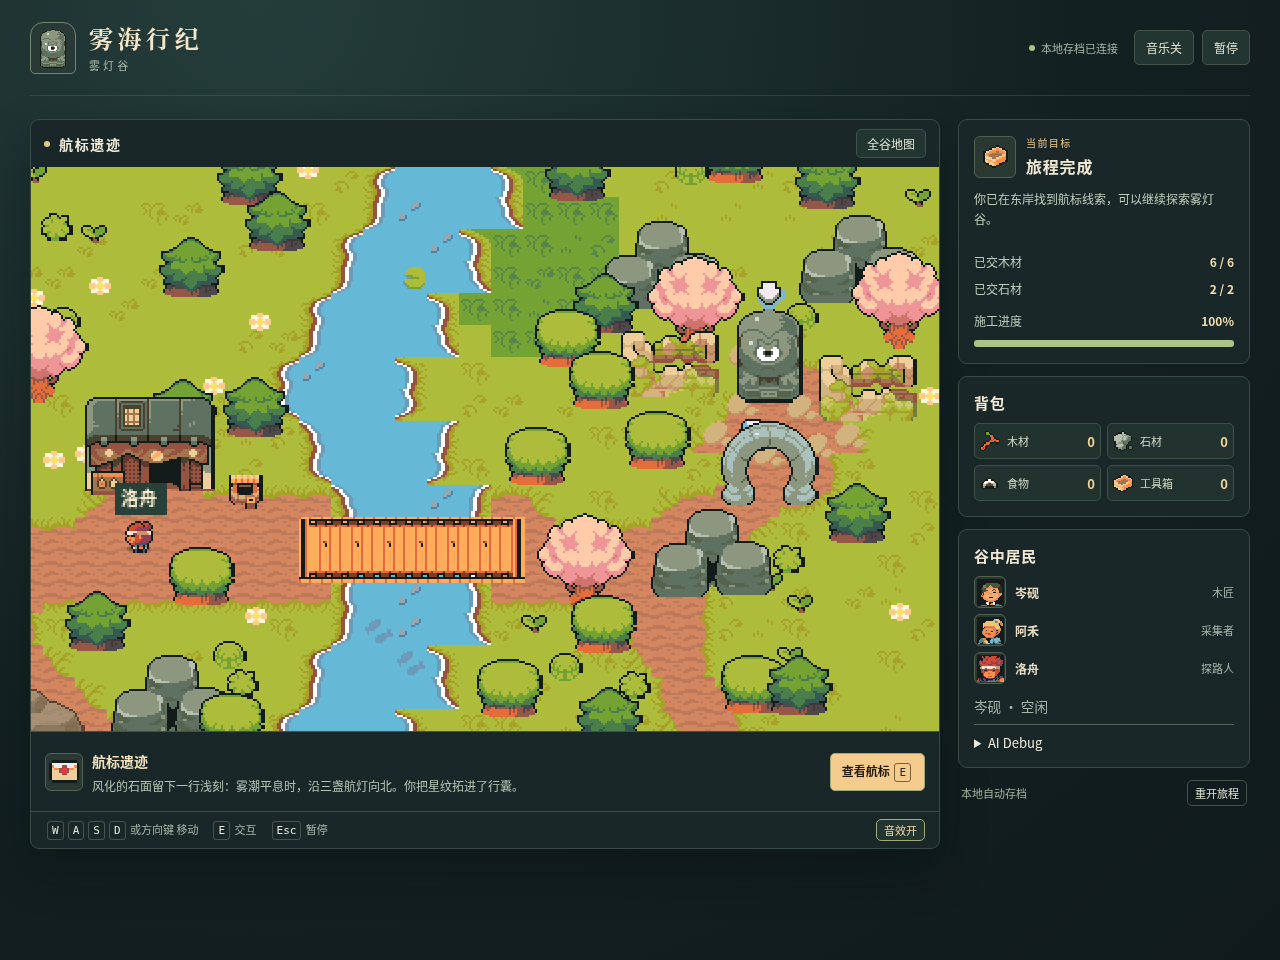 雾海行纪
雾灯谷
本地存档已连接
音乐关
暂停
航标遗迹
全谷地图
洛舟
航标遗迹
风化的石面留下一行浅刻：雾潮平息时，沿三盏航灯向北。你把星纹拓进了行囊。
查看航标 E
W A S D 或方向键 移动 E 交互 Esc 暂停
音效开
当前目标
旅程完成
你已在东岸找到航标线索，可以继续探索雾灯
谷。
已交木材 6 / 6
已交石材 2 / 2
施工进度 100%
背包
木材 0
石材 0
食物 0
工具箱 0
谷中居民
岑砚 木匠
阿禾 采集者
洛舟 探路人
岑砚 · 空闲
AI Debug
本地自动存档
重开旅程